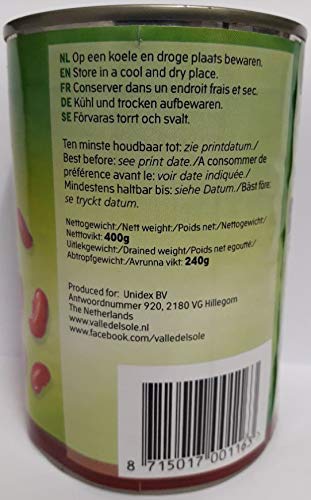 NL Op een koele en droge plaats bewaren.
EN Store in a cool and dry place.
FR Conserver dans un endroit frais et sec.
DE Kühl und trocken aufbewaren.
SE Förvaras torrt och svalt.
Ten minste houdbaar tot: zie printdatum./
Best before: see print date./A consommer de
préférence avant le: voir date indiquée./
Mindestens haltbar bis: siehe Datum./Bäst före:
se tryckt datum.
Nettogewicht:/Nett weight:/Poids net:/Nettogewicht:/
Nettovikt: 400g
Uitlekgewicht:/Drained weight:/Poids net egoutté:/
Abtropfgewicht:/Avrunna vikt: 240g
Produced for: Unidex BV
Antwoordnummer 920, 2180 VG Hillegom
The Netherlands
www.valledelsole.nl
www.facebook.com/valledelsole
8 715017 001165